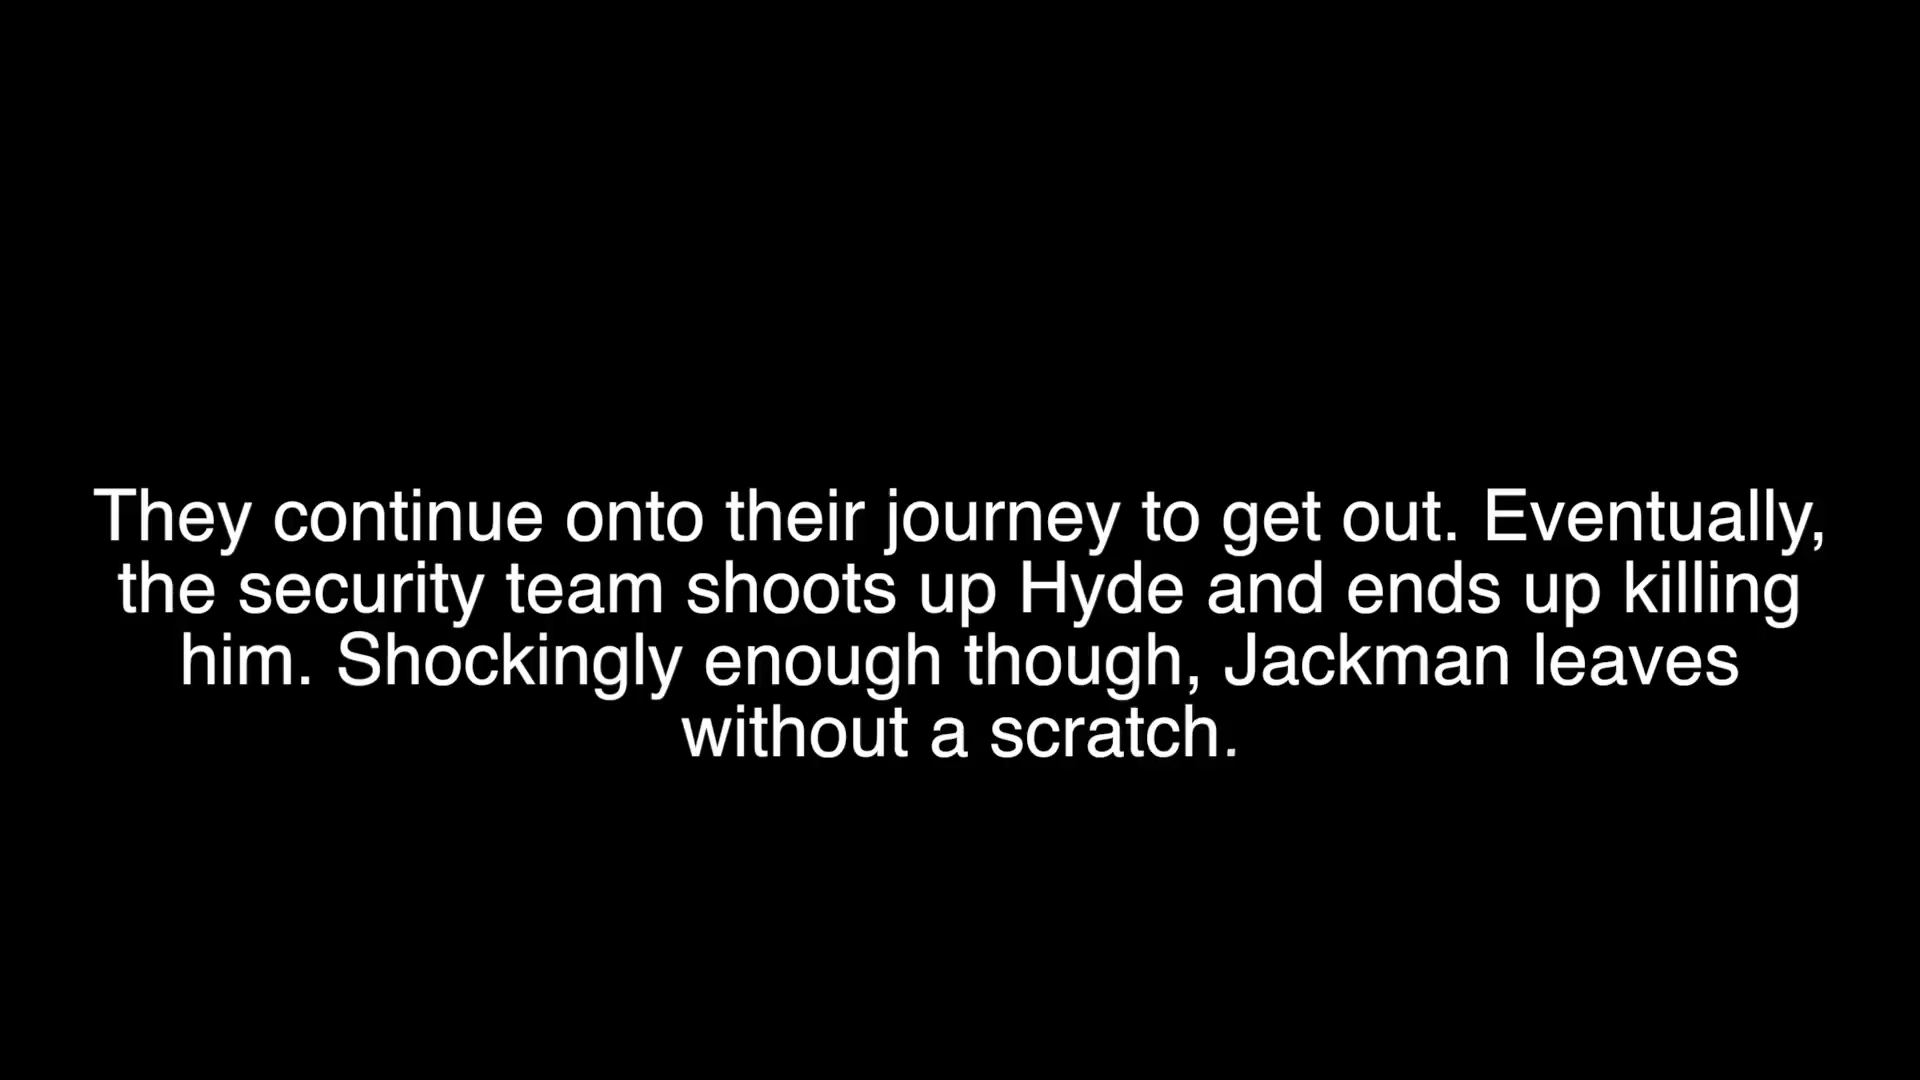 They continue onto their journey to get out. Eventually,
the security team shoots up Hyde and ends up killing
him. Shockingly enough though, Jackman leaves
without a scratch.